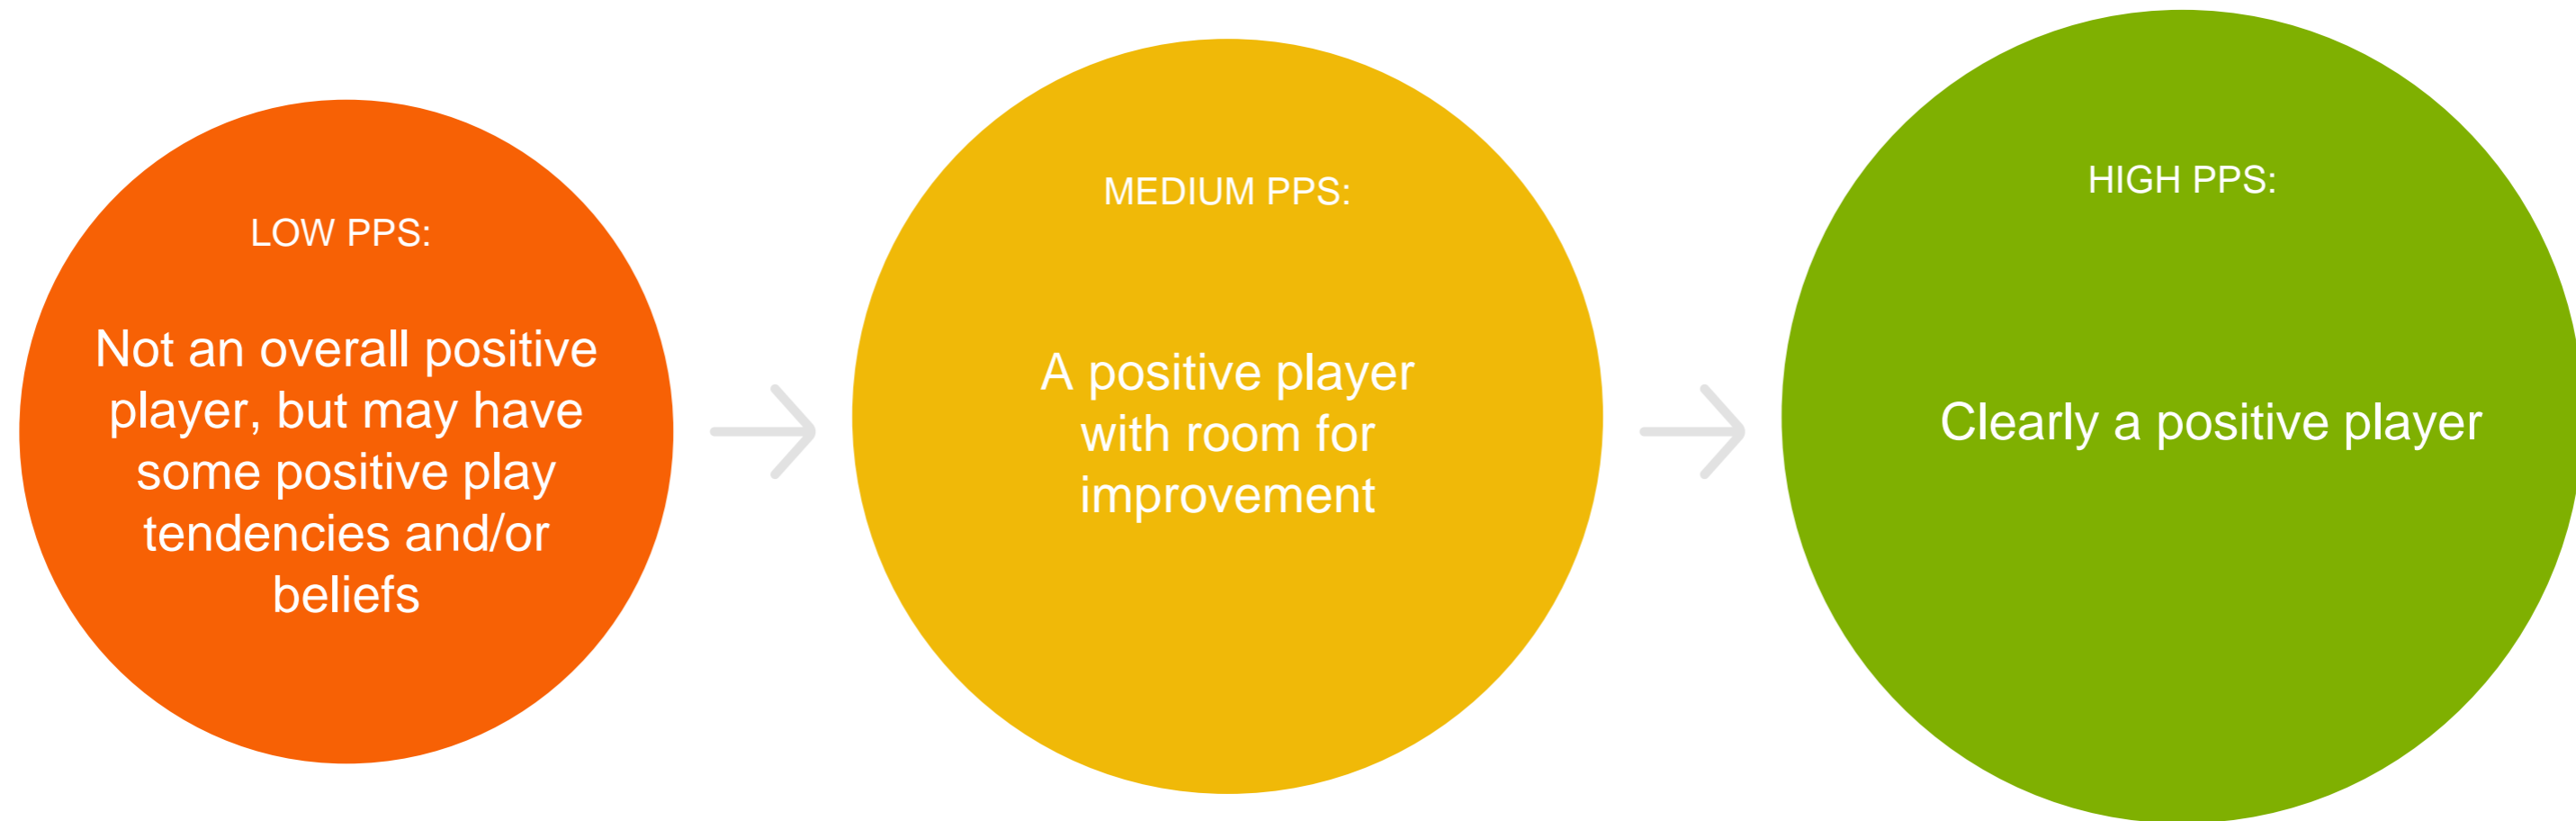 LOW PPS:
Not an overall positive
player, but may have
some positive play
tendencies and/or
beliefs
MEDIUM PPS:
A positive player
with room for
improvement
HIGH PPS:
Clearly a positive player